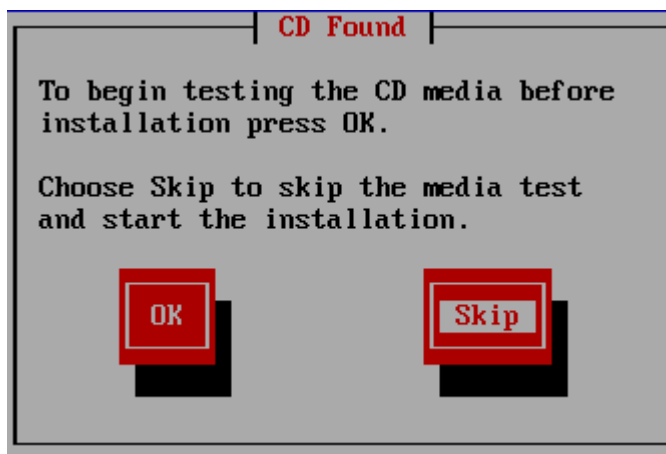 CD Found
To begin testing the CD media before
installation press OK.
Choose Skip to skip the media test
and start the installation.
OK
Skip